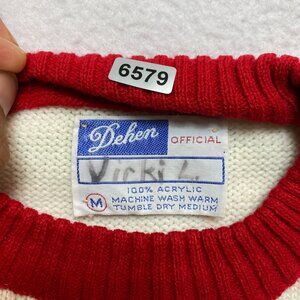 6579
Dehen
OFFICIAL
Vicki L
100% ACRYLIC
M
MACHINE WASH WARM
TUMBLE DRY MEDIUM